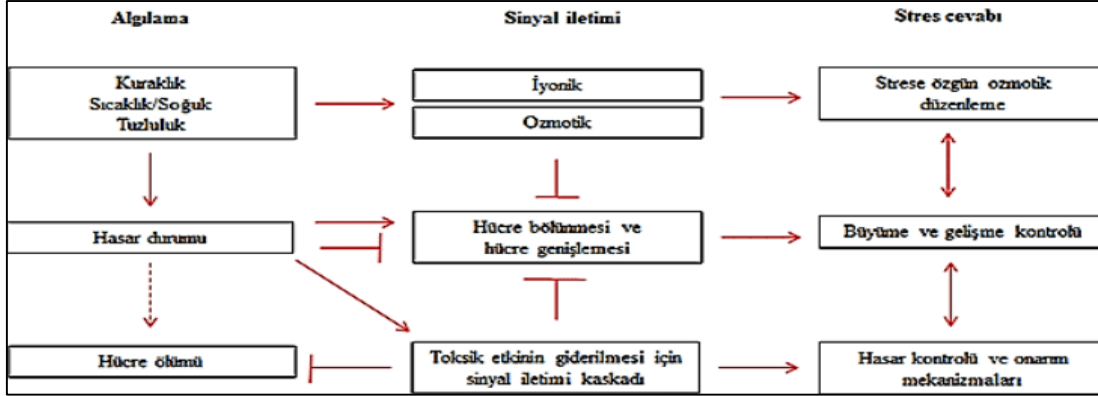 Algılama
Sinyal iletimi
Stres cevabı
Kuraklık
Sıcaklık/Soğuk
Tuzluluk
İyonik
Ozmotik
Strese özgün ozmotik
düzenleme
Hasar durumu
Hücre bölünmesi ve
hücre genişlemesi
Büyüme ve gelişme kontrolü
Hücre ölümü
Toksik etkinin giderilmesi için
sinyal iletimi kaskadı
Hasar kontrolü ve onarım
mekanizmaları